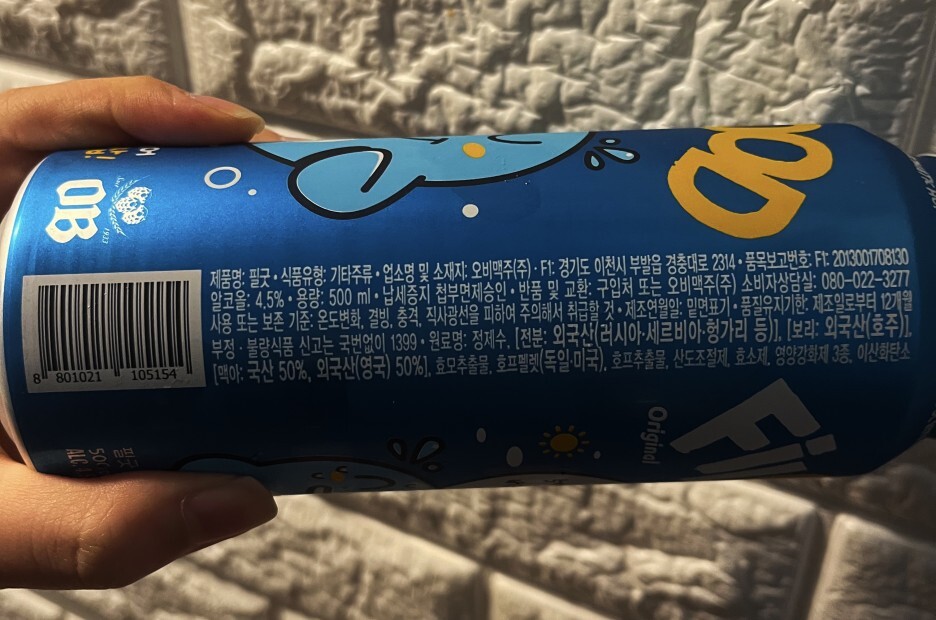 제품명: 필굿 • 식품유형: 기타주류 • 업소명 및 소재지: 오비맥주(주) · F1: 경기도 이천시 부발읍 경충대로 2314 • 품목보고번호: F1: 2013001708130
알코올: 4.5% • 용량: 500 ml • 납세증지 첩부면제승인 • 반품 및 교환: 구입처 또는 오비맥주(주) 소비자상담실: 080-022-3277
사용 또는 보존 기준: 온도변화, 결빙, 충격, 직사광선을 피하여 주의해서 취급할 것 • 제조연월일: 밑면표기 • 품질유지기한: 제조일로부터 12개월
부정 · 불량식품 신고는 국번없이 1399 • 원료명: 정제수, [전분: 외국산(러시아·세르비아·헝가리 등)], [보리: 외국산(호주)],
[맥아: 국산 50%, 외국산(영국) 50%], 효모추출물, 호프펠렛(독일·미국), 호프추출물, 산도조절제, 효소제, 영양강화제 3종, 이산화탄소
8 801021 105154
OB
1933
OOD
Fil
Original
필굿
500
ALC.